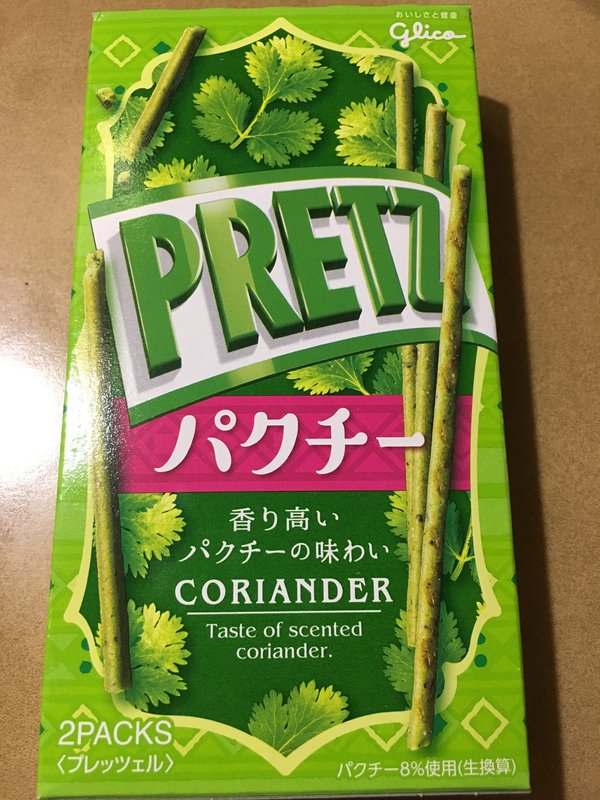 おいしさと健康
Glico
PRETZ
パクチー
香り高い
パクチーの味わい
CORIANDER
Taste of scented
coriander.
2PACKS
〈プレッツェル〉
パクチー8%使用(生換算)